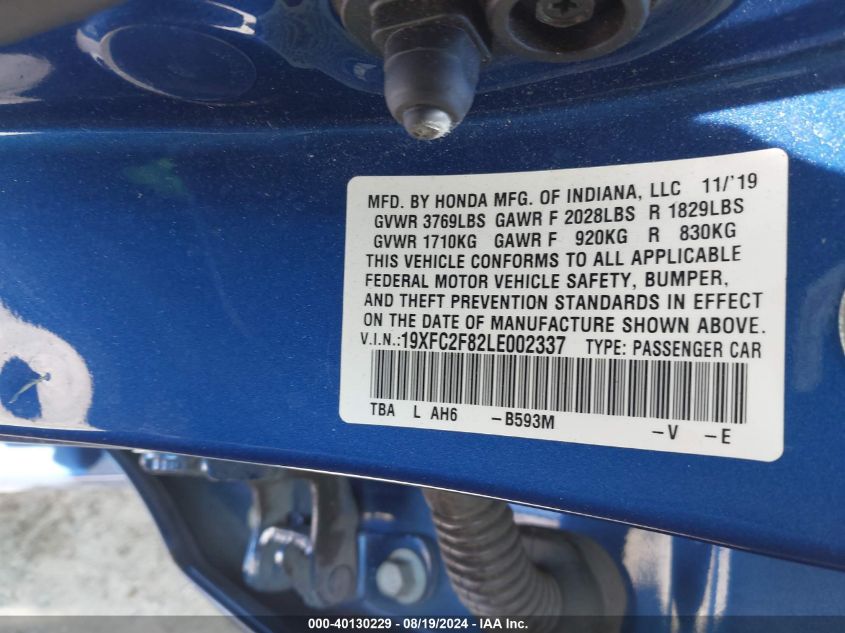 MFD. BY HONDA MFG. OF INDIANA, LLC 11/'19
GVWR 3769LBS GAWR F 2028LBS R 1829LBS
GVWR 1710KG GAWR F 920KG R 830KG
THIS VEHICLE CONFORMS TO ALL APPLICABLE
FEDERAL MOTOR VEHICLE SAFETY, BUMPER,
AND THEFT PREVENTION STANDARDS IN EFFECT
ON THE DATE OF MANUFACTURE SHOWN ABOVE.
V.I.N.:19XFC2F82LE002337 TYPE: PASSENGER CAR
TBA L AH6 -B593M -V -E
000-40130229 - 08/19/2024 - IAA Inc.